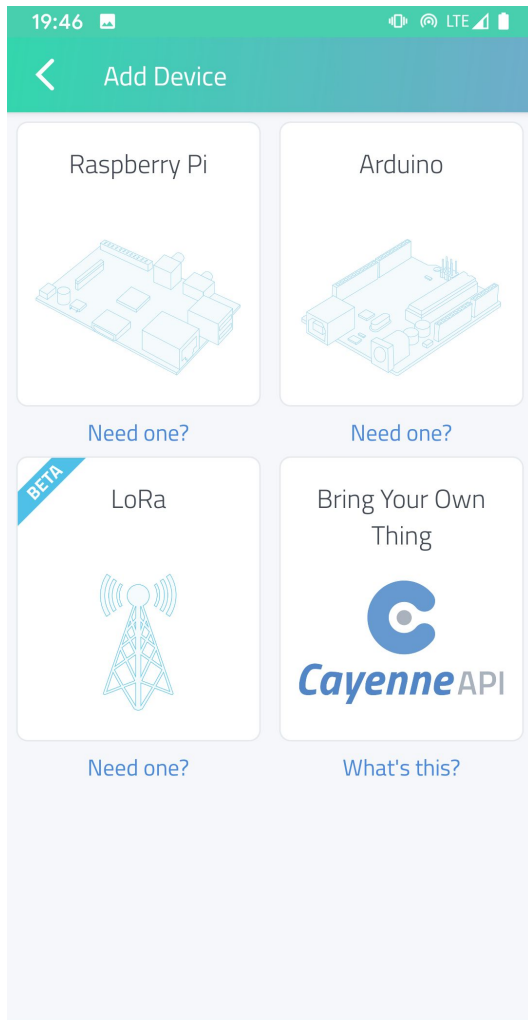 19:46
LTE
Add Device
Raspberry Pi
Arduino
Need one?
Need one?
BETA
LoRa
Bring Your Own
Thing
Cayenne API
Need one?
What's this?